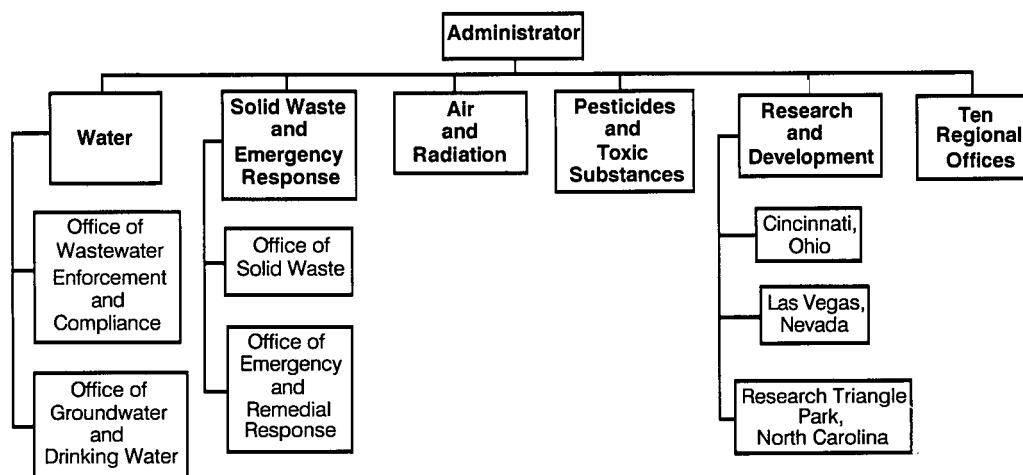 Administrator
Water
Solid Waste
and
Emergency
Response
Air
and
Radiation
Pesticides
and
Toxic
Substances
Research
and
Development
Ten
Regional
Offices
Office of
Wastewater
Enforcement
and
Compliance
Office of
Groundwater
and
Drinking Water
Office of
Solid Waste
Office of
Emergency
and
Remedial
Response
Cincinnati,
Ohio
Las Vegas,
Nevada
Research Triangle
Park,
North Carolina